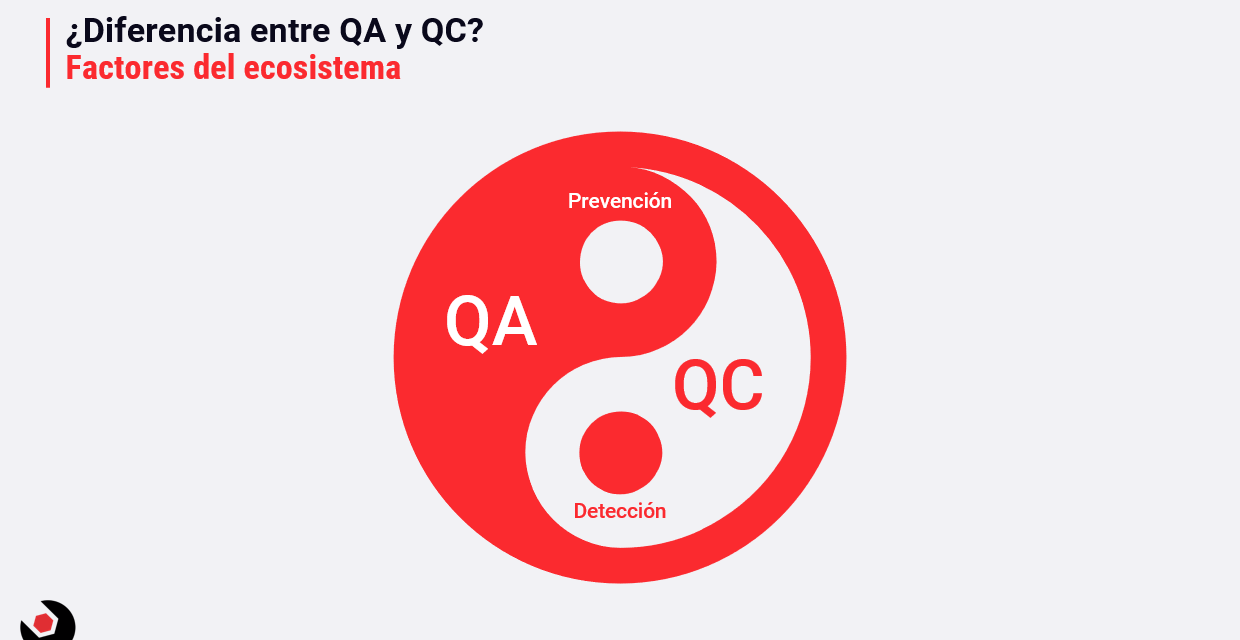 ¿Diferencia entre QA y QC?
Factores del ecosistema
Prevención
QA
QC
Detección